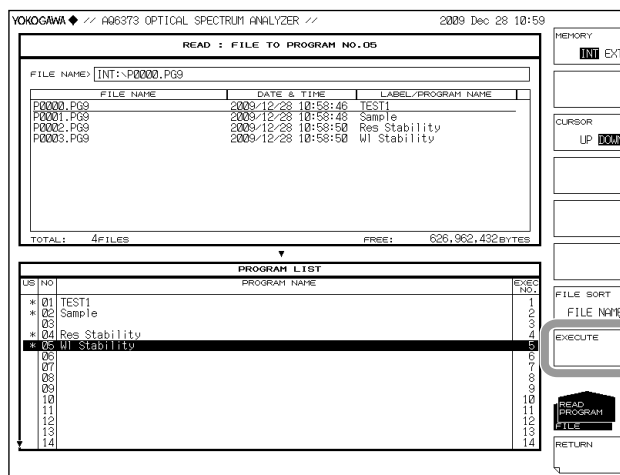 YOKOGAWA ◆ // AQ6373 OPTICAL SPECTRUM ANALYZER // 2009 Dec 28 10:59
READ : FILE TO PROGRAM NO.05
FILE NAME> INT:\P0000.PG9
FILE NAME DATE & TIME LABEL/PROGRAM NAME
P0000.PG9 2009/12/28 10:58:46 TEST1
P0001.PG9 2009/12/28 10:58:48 Sample
P0002.PG9 2009/12/28 10:58:50 Res Stability
P0003.PG9 2009/12/28 10:58:50 Wl Stability
TOTAL: 4FILES FREE: 626,962,432BYTES
▼
PROGRAM LIST
US NO PROGRAM NAME EXEC NO.
* 01 TEST1 1
* 02 Sample 2
03 3
* 04 Res Stability 4
* 05 Wl Stability 5
06 6
07 7
08 8
09 9
10 10
11 11
12 12
13 13
14 14
MEMORY
INT EXT
CURSOR
UP DOWN
FILE SORT
FILE NAME
EXECUTE
READ
PROGRAM
FILE
RETURN